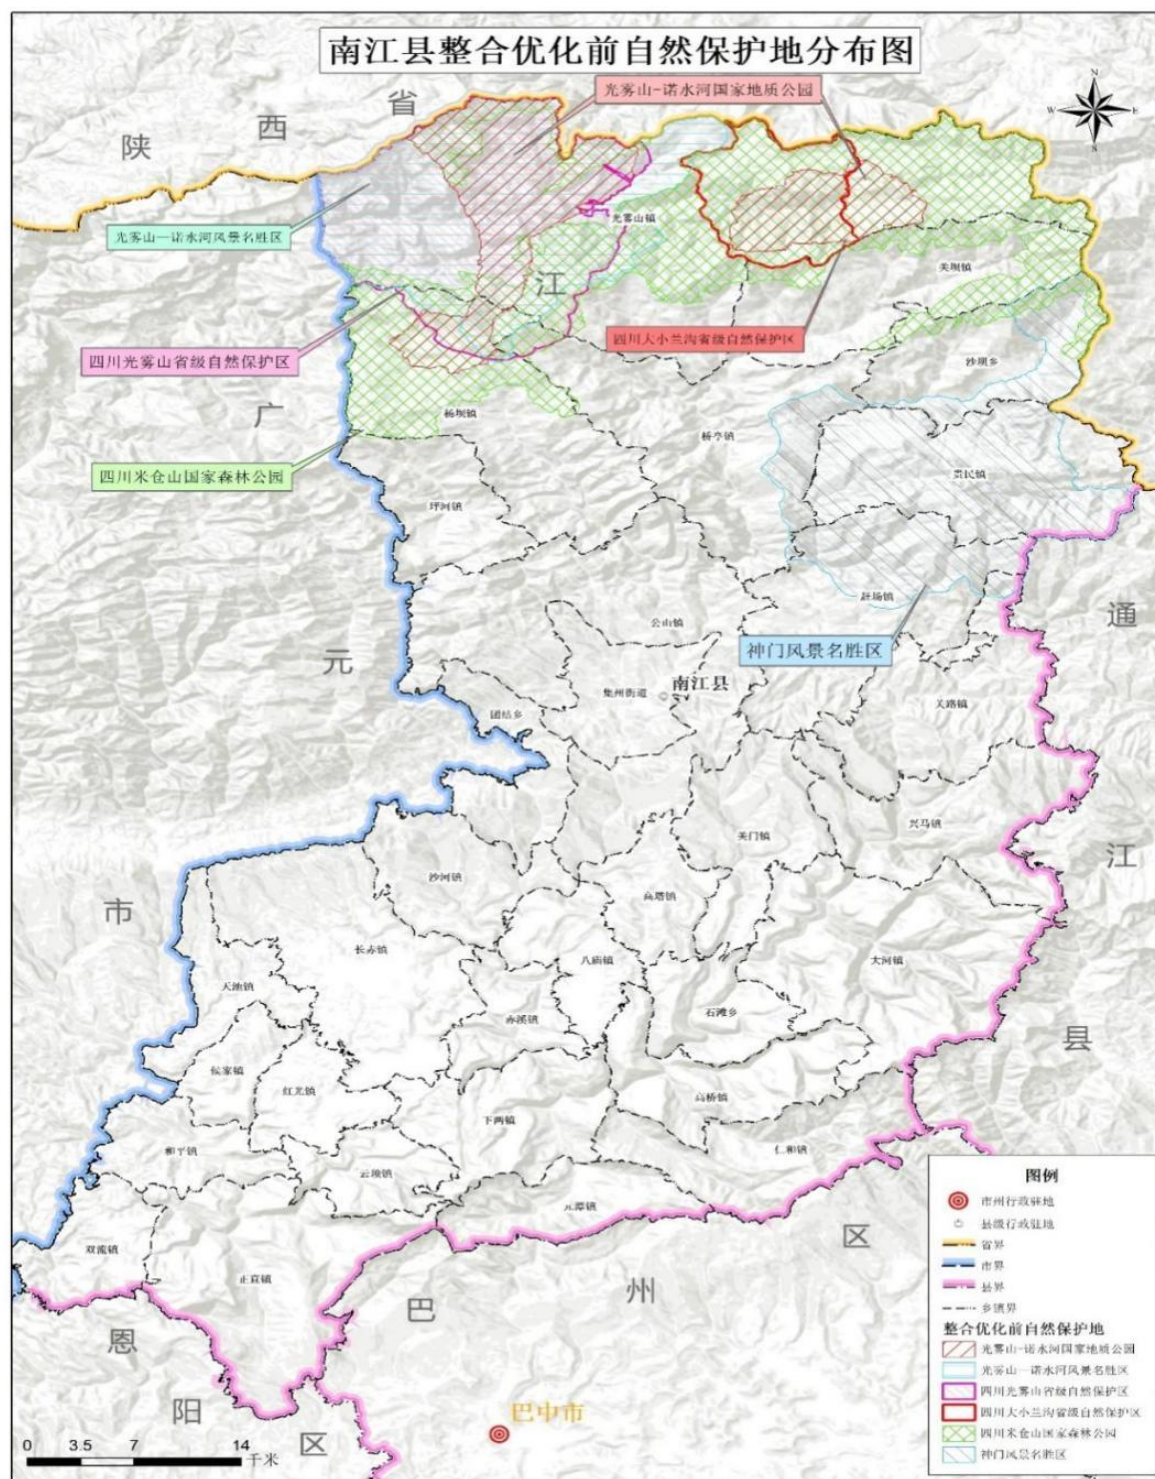 南江县整合优化前自然保护地分布图
光雾山-诺水河国家地质公园
陕
西
省
N
W
E
S
光雾山—诺水河风景名胜区
光雾山镇
江
关坝镇
四川光雾山省级自然保护区
四川大小兰沟省级自然保护区
沙坝乡
广
杨坝镇
桥亭镇
四川米仓山国家森林公园
贵民镇
坪河镇
赶场镇
通
公山镇
神门风景名胜区
元
集州街道
南江县
团结乡
关路镇
关门镇
兴马镇
江
沙河镇
高塔镇
市
长赤镇
八庙镇
大河镇
天池镇
赤溪镇
石滩乡
县
侯家镇
红光镇
高桥镇
下两镇
和平镇
仁和镇
云顶镇
元潭镇
双流镇
正直镇
区
州
巴
恩
阳
区
巴中市
0
3.5
7
14
千米
图例
市州行政驻地
县级行政驻地
省界
市界
县界
乡镇界
整合优化前自然保护地
光雾山-诺水河国家地质公园
光雾山—诺水河风景名胜区
四川光雾山省级自然保护区
四川大小兰沟省级自然保护区
四川米仓山国家森林公园
神门风景名胜区